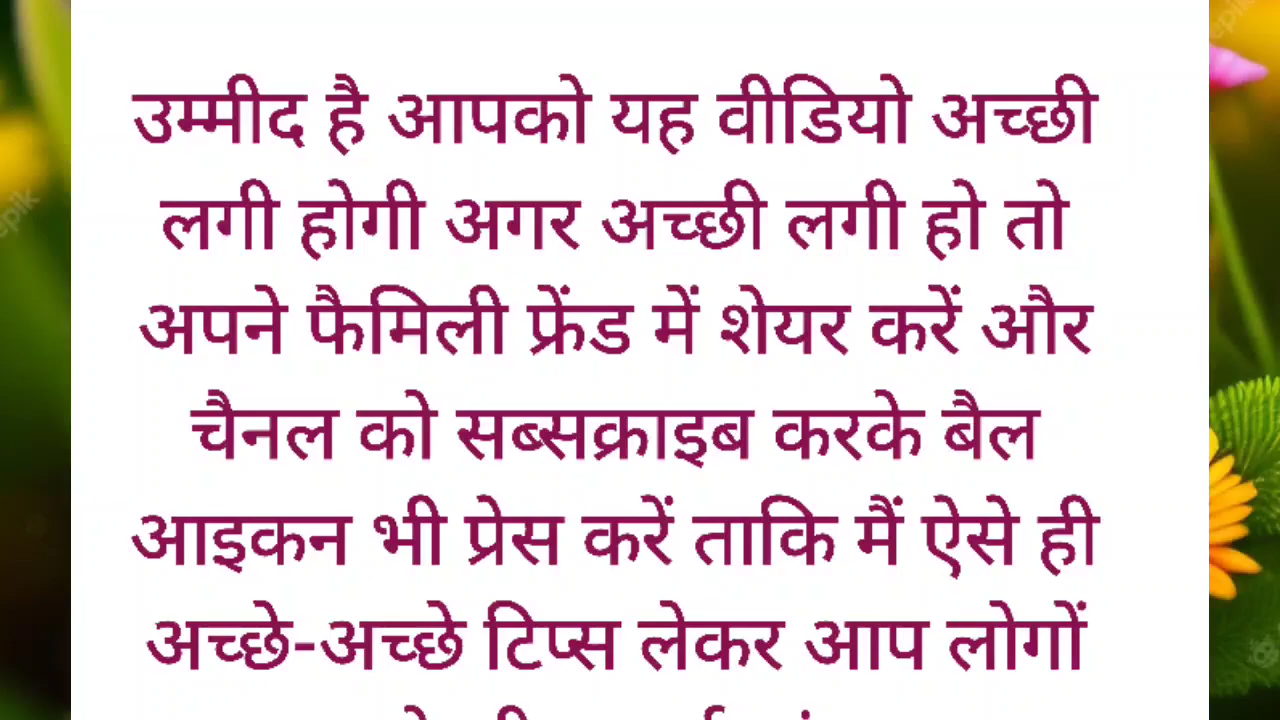 उम्मीद है आपको यह वीडियो अच्छी
लगी होगी अगर अच्छी लगी हो तो
अपने फैमिली फ्रेंड में शेयर करें और
चैनल को सब्सक्राइब करके बैल
आइकन भी प्रेस करें ताकि मैं ऐसे ही
अच्छे-अच्छे टिप्स लेकर आप लोगों